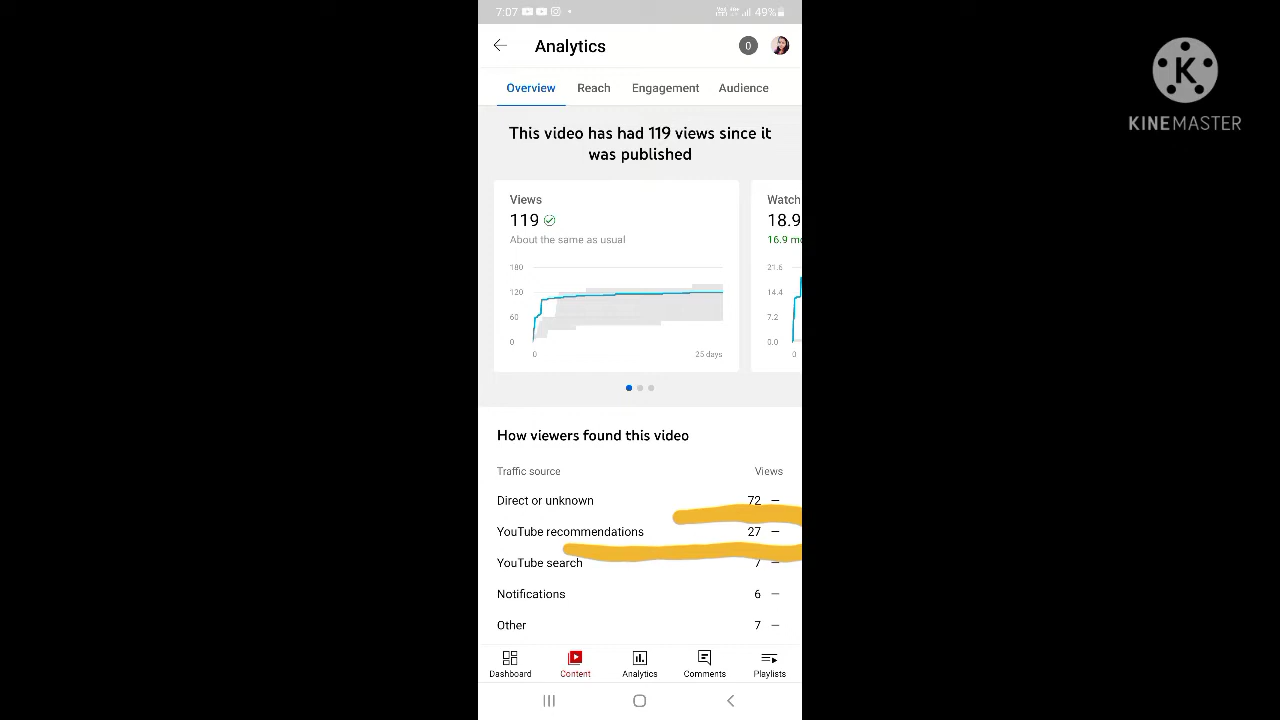 7:07
49%
Analytics
0
Overview Reach Engagement Audience
This video has had 119 views since it
was published
Views
119
About the same as usual
180
120
60
0
0 25 days
Watch
18.9
16.9
21.6
14.4
7.2
0.0
0
How viewers found this video
Traffic source Views
Direct or unknown 72 —
YouTube recommendations 27 —
YouTube search 7 —
Notifications 6 —
Other 7 —
Dashboard Content Analytics Comments Playlists
K
KINEMASTER